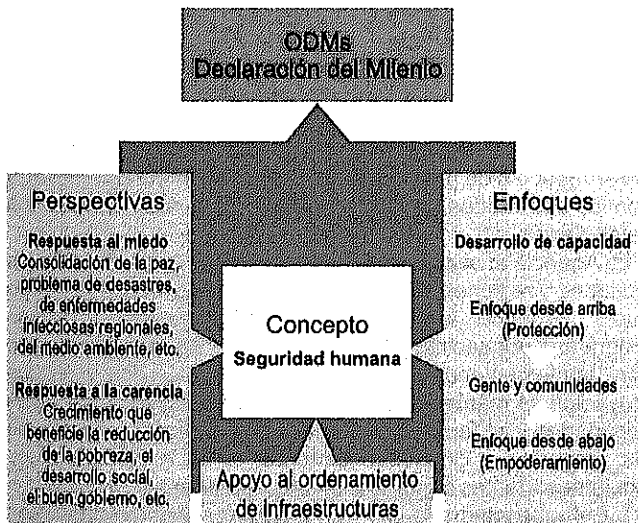 ODMs
Declaración del Milenio
Perspectivas
Respuesta al miedo
Consolidación de la paz,
problema de desastres,
de enfermedades
infecciosas regionales,
del medio ambiente, etc.
Respuesta a la carencia
Crecimiento que
beneficie la reducción
de la pobreza, el
desarrollo social,
el buen gobierno, etc.
Concepto
Seguridad humana
Apoyo al ordenamiento
de infraestructuras
Enfoques
Desarrollo de capacidad
Enfoque desde arriba
(Protección)
Gente y comunidades
Enfoque desde abajo
(Empoderamiento)